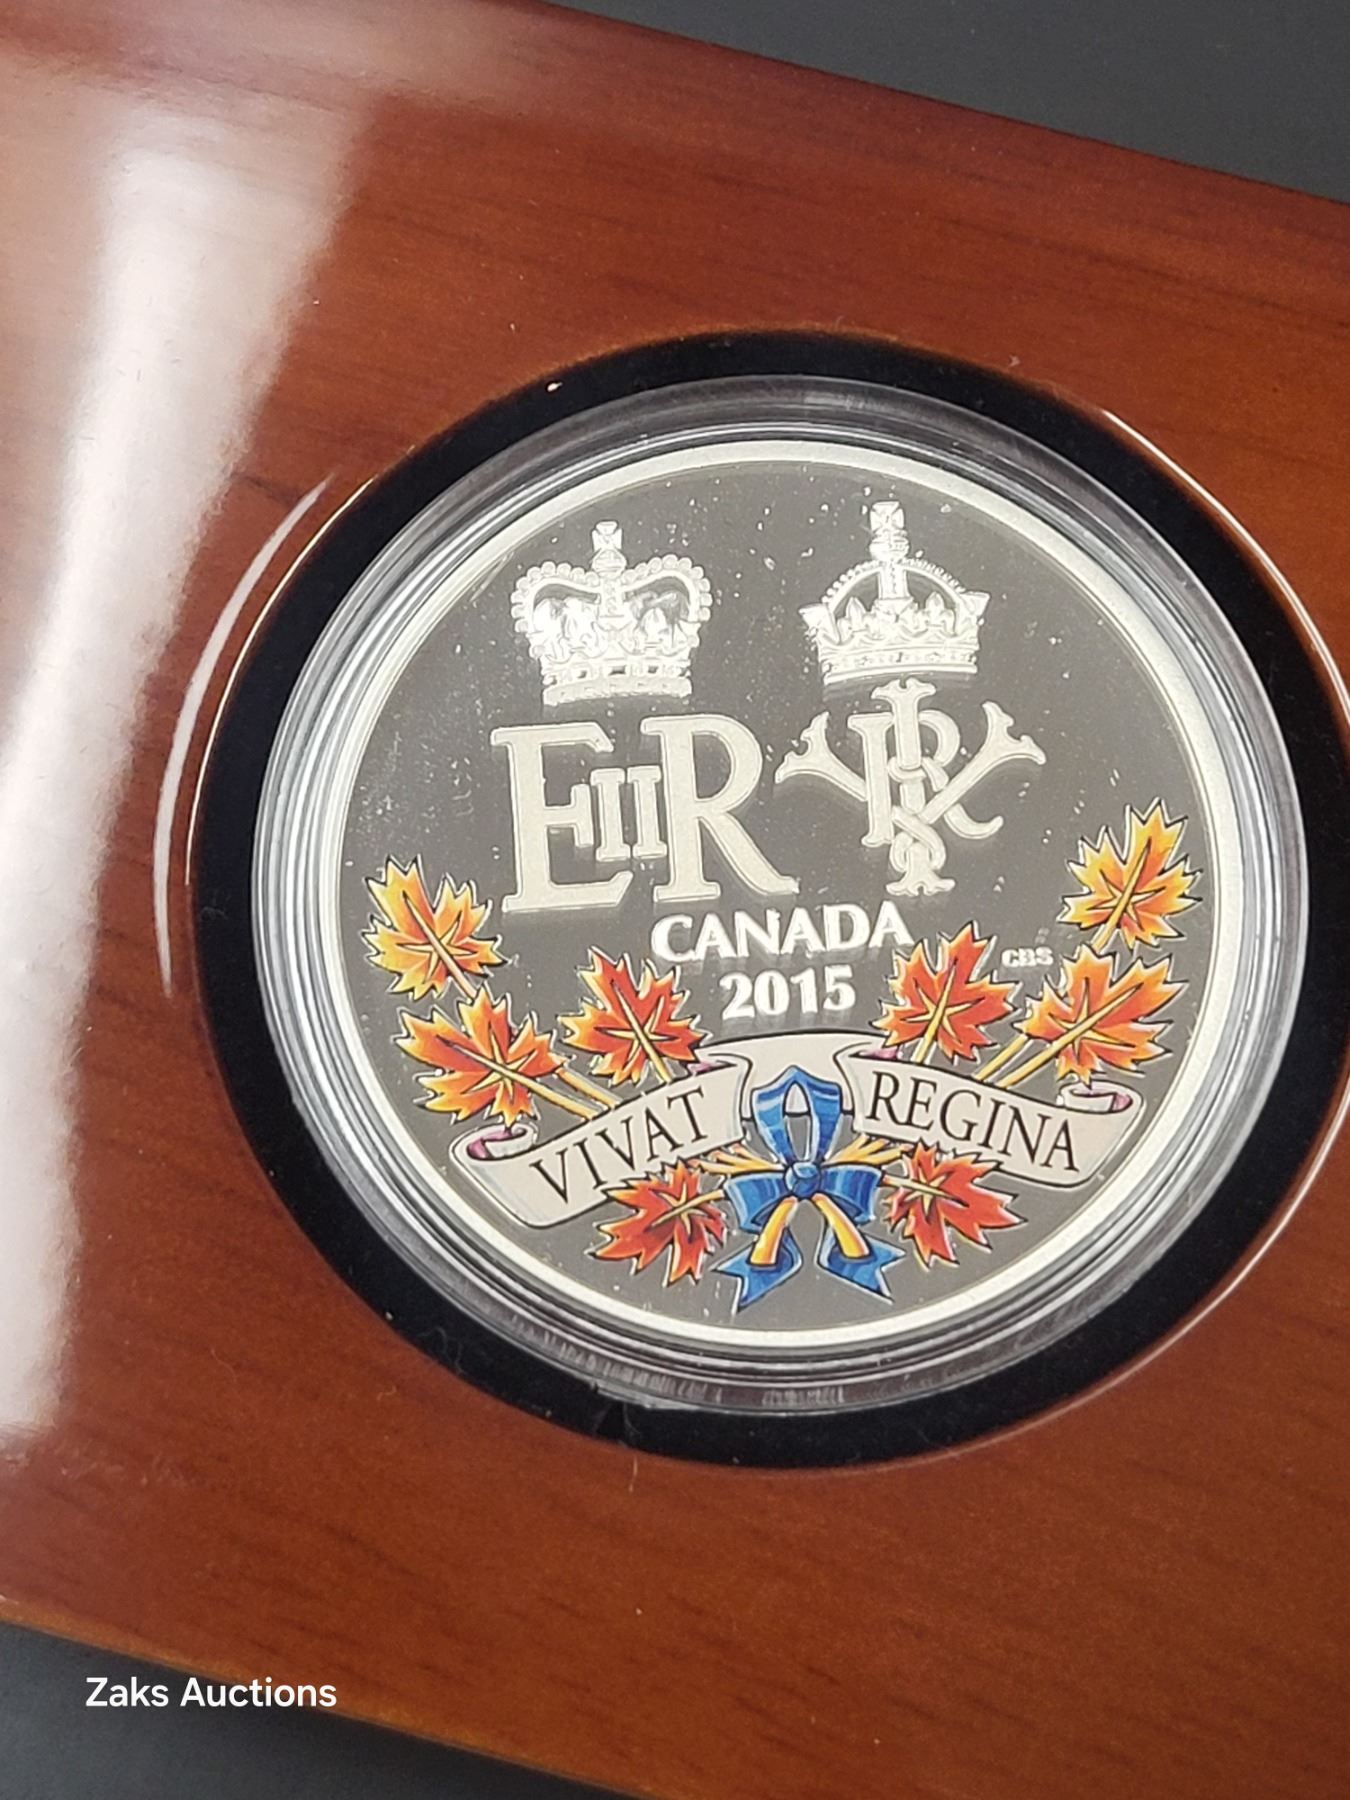 EIIR VRI
CANADA
CBS
2015
VIVAT REGINA
Zaks Auctions